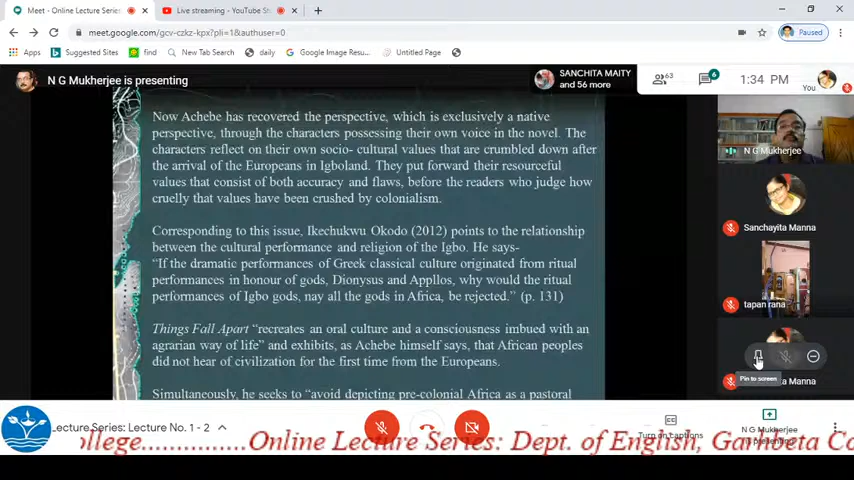 Meet - Online Lecture Series:
Live streaming - YouTube
meet.google.com/gcv-czkz-kpx?pli=1&authuser=0
Paused
Apps
Suggested Sites
find
New Tab Search
daily
Google Image Resu...
Untitled Page
N G Mukherjee is presenting
SANCHITA MAITY
and 56 more
63
6
1:34 PM
You
Now Achebe has recovered the perspective, which is exclusively a native
perspective, through the characters possessing their own voice in the novel. The
characters reflect on their own socio- cultural values that are crumbled down after
the arrival of the Europeans in Igboland. They put forward their resourceful
values that consist of both accuracy and flaws, before the readers who judge how
cruelly that values have been crushed by colonialism.
Corresponding to this issue, Ikechukwu Okodo (2012) points to the relationship
between the cultural performance and religion of the Igbo. He says-
“If the dramatic performances of Greek classical culture originated from ritual
performances in honour of gods, Dionysus and Appllos, why would the ritual
performances of Igbo gods, nay all the gods in Africa, be rejected.” (p. 131)
Things Fall Apart “recreates an oral culture and a consciousness imbued with an
agrarian way of life” and exhibits, as Achebe himself says, that African peoples
did not hear of civilization for the first time from the Europeans.
Simultaneously, he seeks to “avoid depicting pre-colonial Africa as a pastoral
N G Mukherjee
Sanchayita Manna
tapan rana
Pin to screen
ta Manna
ecture Series: Lecture No. 1 - 2
Turn on captions
N G Mukherjee
is presenting
ollege...............Online Lecture Series: Dept. of English, Garhbeta Co